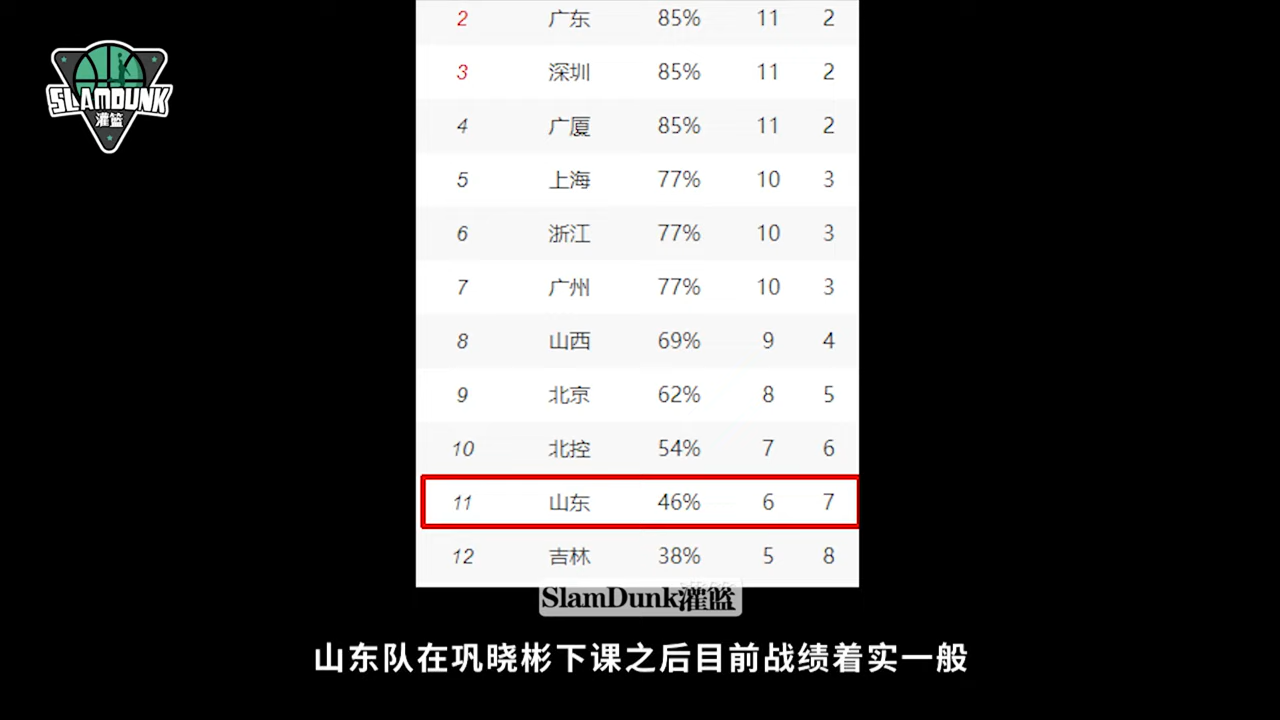 SLAMDUNK
灌篮
2 广东 85% 11 2
3 深圳 85% 11 2
4 广厦 85% 11 2
5 上海 77% 10 3
6 浙江 77% 10 3
7 广州 77% 10 3
8 山西 69% 9 4
9 北京 62% 8 5
10 北控 54% 7 6
11 山东 46% 6 7
12 吉林 38% 5 8
SlamDunk灌篮
山东队在巩晓彬下课之后目前战绩着实一般